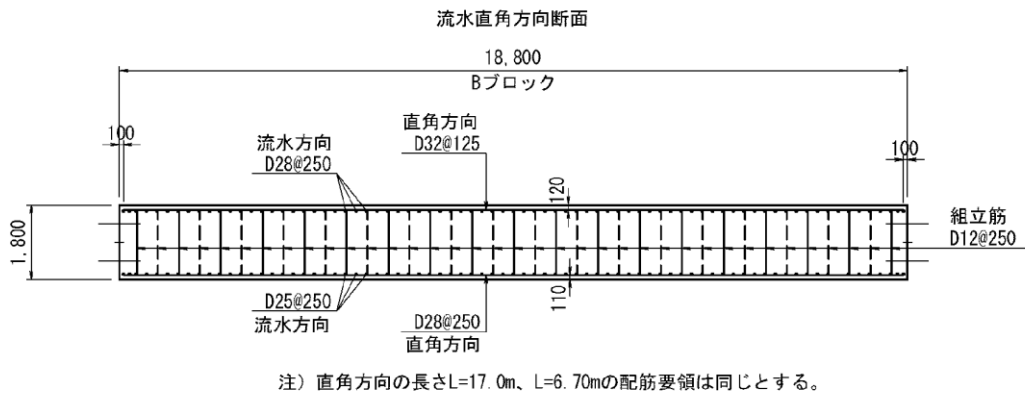 流水直角方向断面
18,800
Bブロック
100
流水方向
D28@250
直角方向
D32@125
100
120
1,800
組立筋
D12@250
D25@250
流水方向
110
D28@250
直角方向
注) 直角方向の長さL=17.0m、L=6.70mの配筋要領は同じとする。